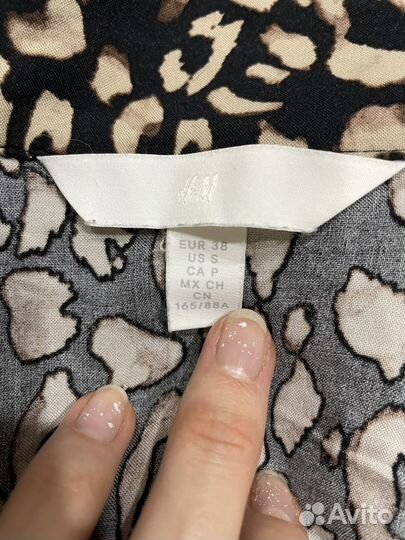 H&M
EUR 38
US S
CA P
MX CH
CN
165/88A
Avito